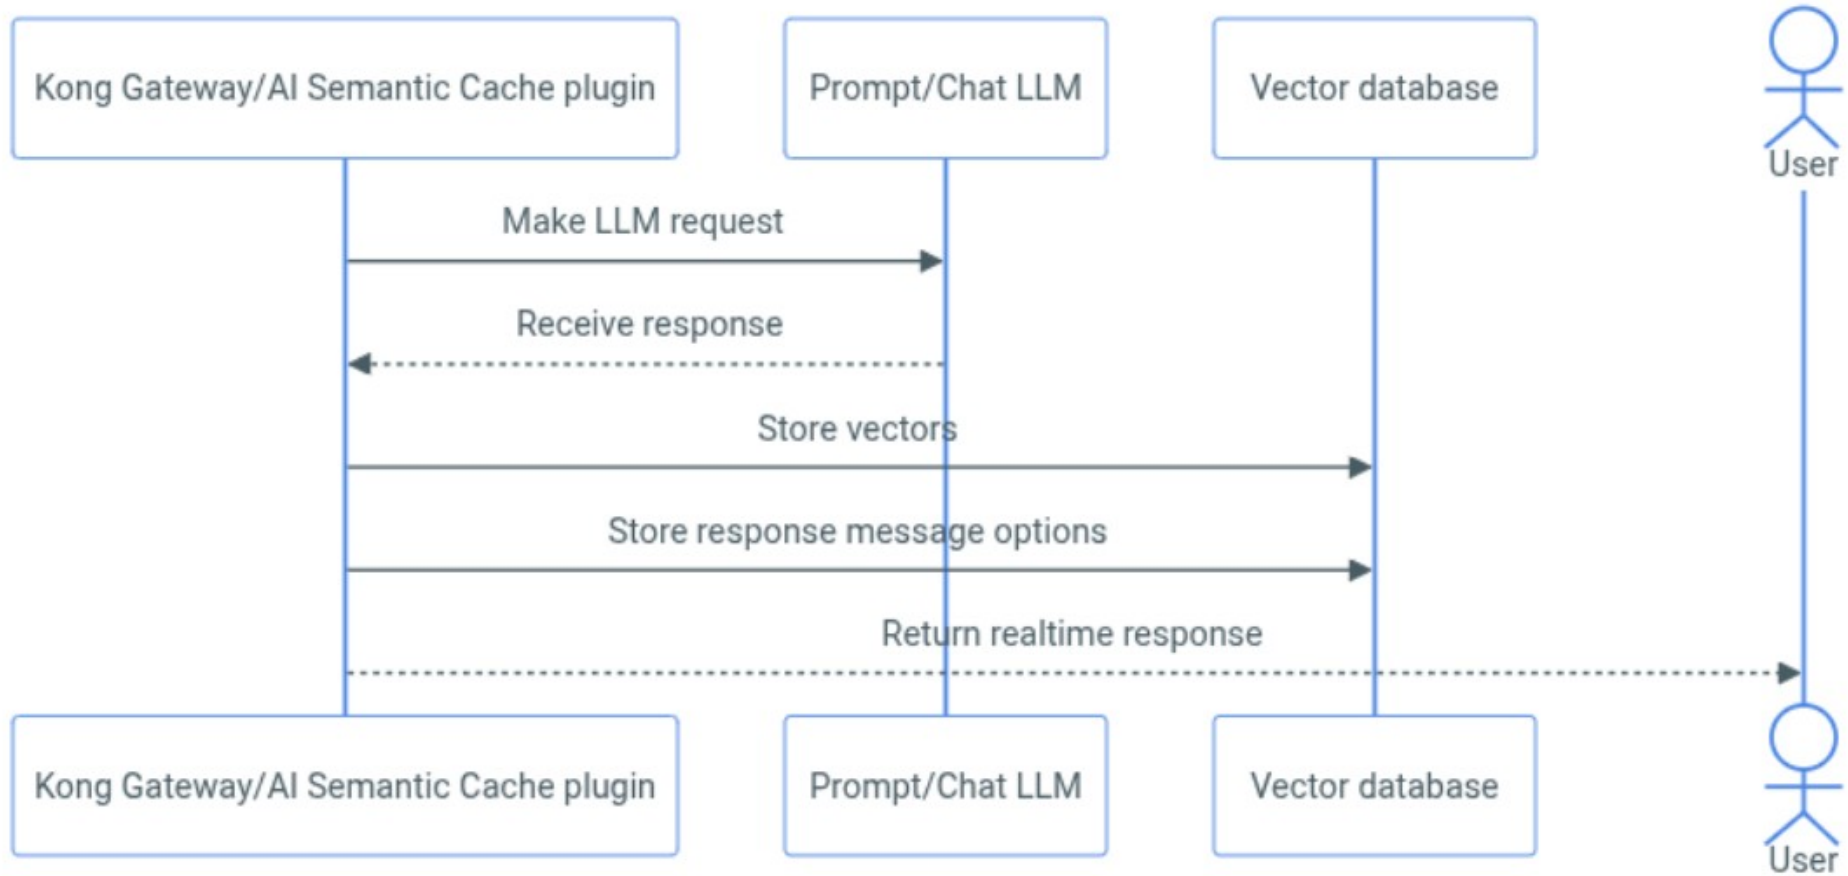 Kong Gateway/AI Semantic Cache plugin
Prompt/Chat LLM
Vector database
User
Make LLM request
Receive response
Store vectors
Store response message options
Return realtime response
Kong Gateway/AI Semantic Cache plugin
Prompt/Chat LLM
Vector database
User